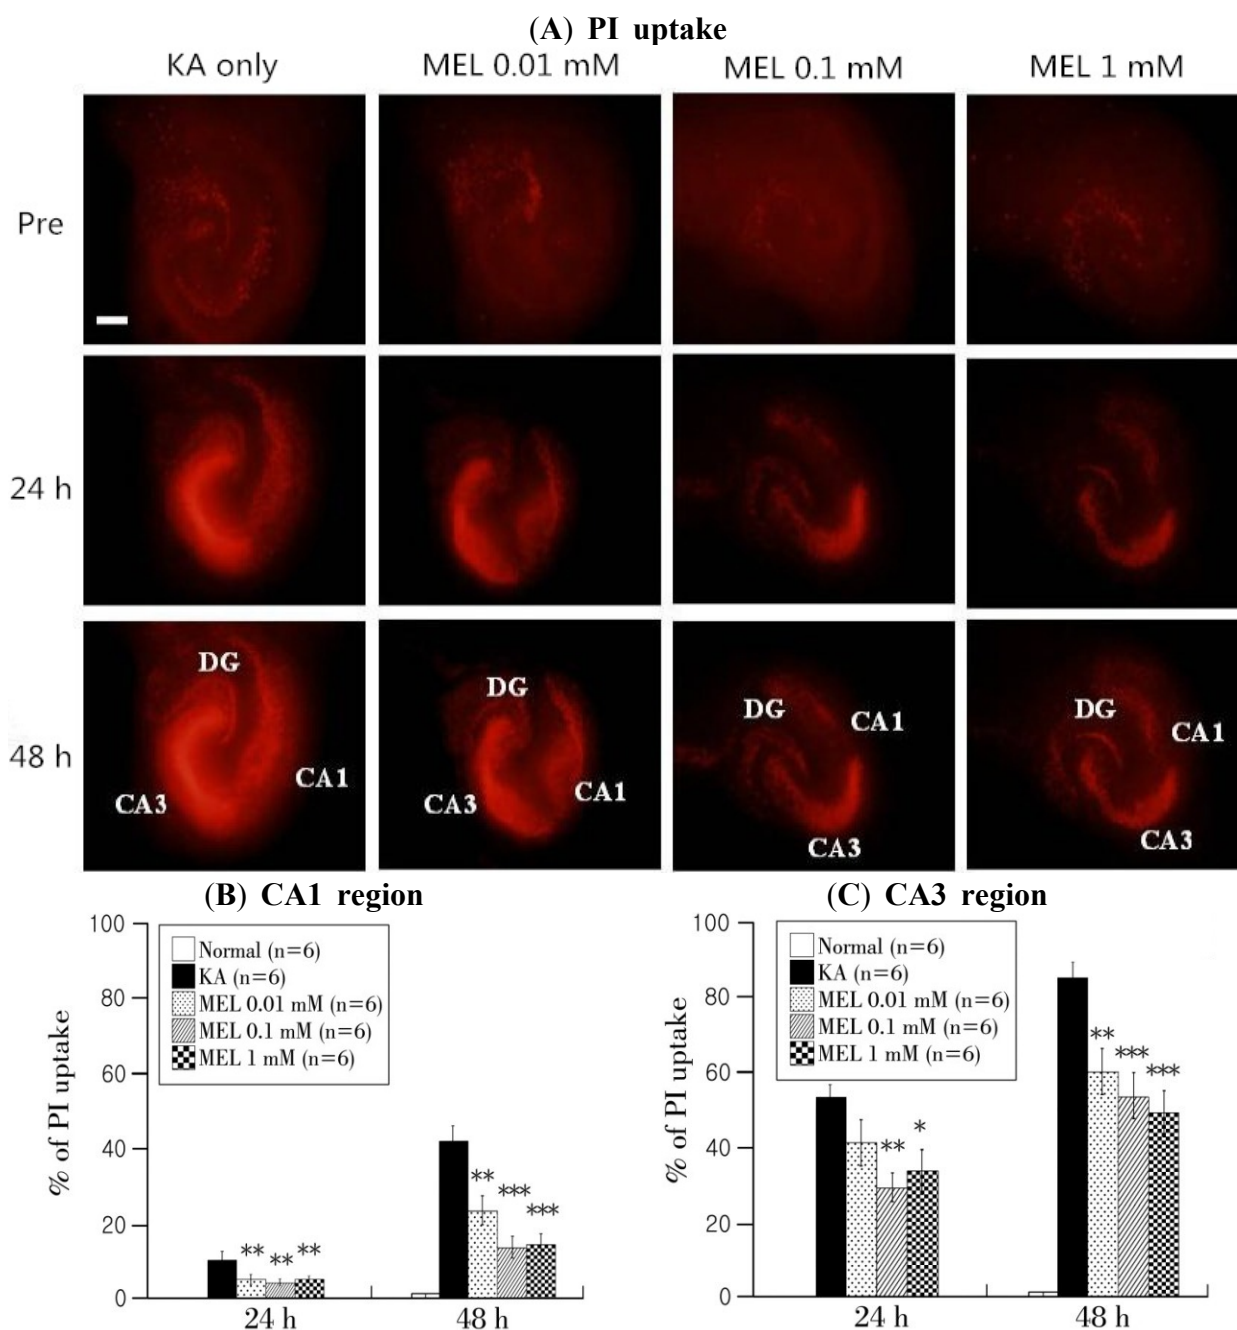 (A) PI uptake
KA only MEL 0.01 mM MEL 0.1 mM MEL 1 mM
Pre
24 h
48 h
DG CA3 CA1
DG CA3 CA1
DG CA1 CA3
DG CA1 CA3
(B) CA1 region
% of PI uptake
100
80
60
40
20
0
Normal (n=6)
KA (n=6)
MEL 0.01 mM (n=6)
MEL 0.1 mM (n=6)
MEL 1 mM (n=6)
** ** **
** *** ***
24 h 48 h
(C) CA3 region
% of PI uptake
100
80
60
40
20
0
Normal (n=6)
KA (n=6)
MEL 0.01 mM (n=6)
MEL 0.1 mM (n=6)
MEL 1 mM (n=6)
** *
** *** ***
24 h 48 h